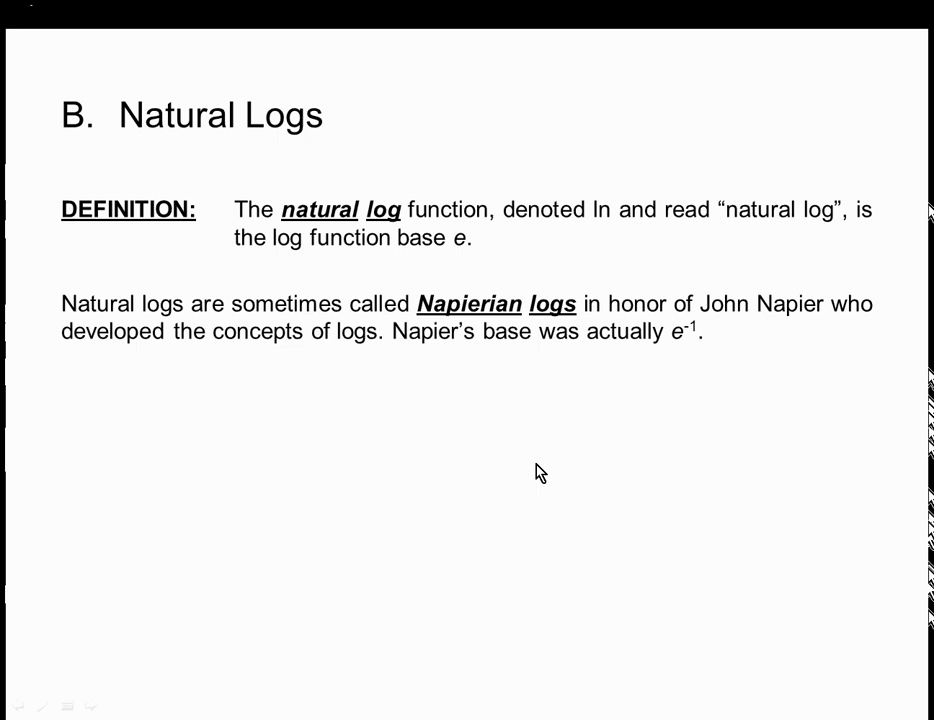 B. Natural Logs
DEFINITION: The natural log function, denoted ln and read “natural log”, is
the log function base e.
Natural logs are sometimes called Napierian logs in honor of John Napier who
developed the concepts of logs. Napier’s base was actually e⁻¹.